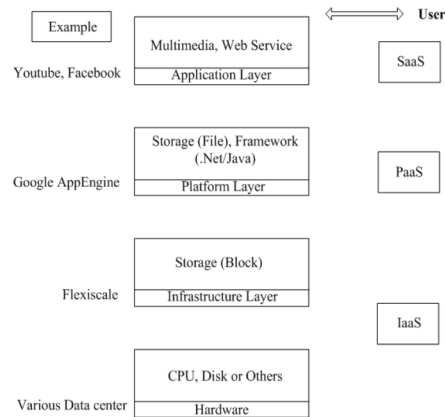 Example
User
Multimedia, Web Service
Youtube, Facebook
Application Layer
SaaS
Storage (File), Framework
(.Net/Java)
Google AppEngine
Platform Layer
PaaS
Storage (Block)
Flexiscale
Infrastructure Layer
IaaS
CPU, Disk or Others
Various Data center
Hardware